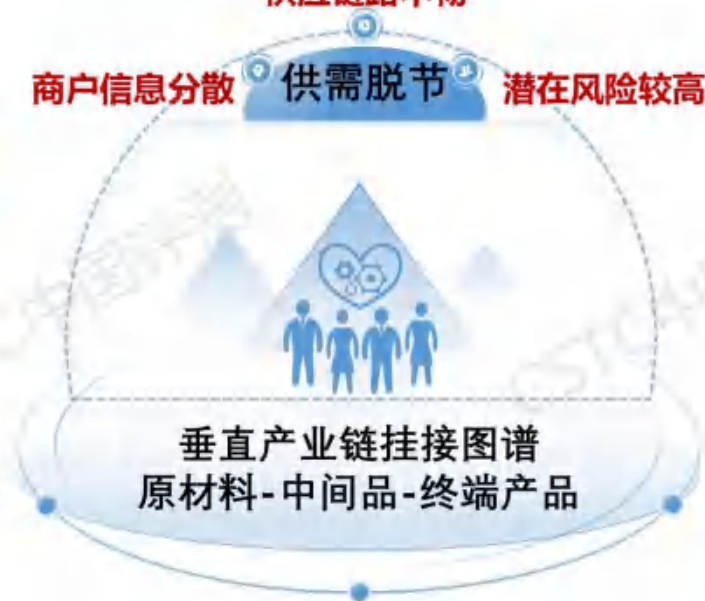 商户信息分散
供需脱节
潜在风险较高
垂直产业链挂接图谱
原材料-中间品-终端产品